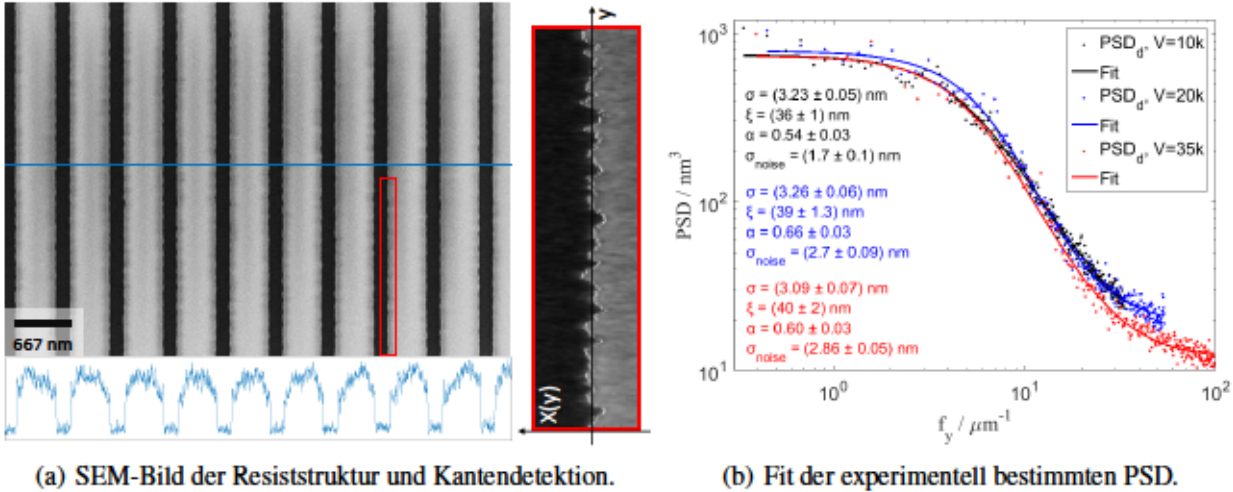 667 nm
y
X(y)
(a) SEM-Bild der Resiststruktur und Kantendetektion.
10³
10²
10¹
PSD / nm³
σ = (3.23 ± 0.05) nm
ξ = (36 ± 1) nm
α = 0.54 ± 0.03
σnoise = (1.7 ± 0.1) nm
σ = (3.26 ± 0.06) nm
ξ = (39 ± 1.3) nm
α = 0.66 ± 0.03
σnoise = (2.7 ± 0.09) nm
σ = (3.09 ± 0.07) nm
ξ = (40 ± 2) nm
α = 0.60 ± 0.03
σnoise = (2.86 ± 0.05) nm
PSDd, V=10k
Fit
PSDd, V=20k
Fit
PSDd, V=35k
Fit
10⁰
10¹
10²
fy / μm⁻¹
(b) Fit der experimentell bestimmten PSD.